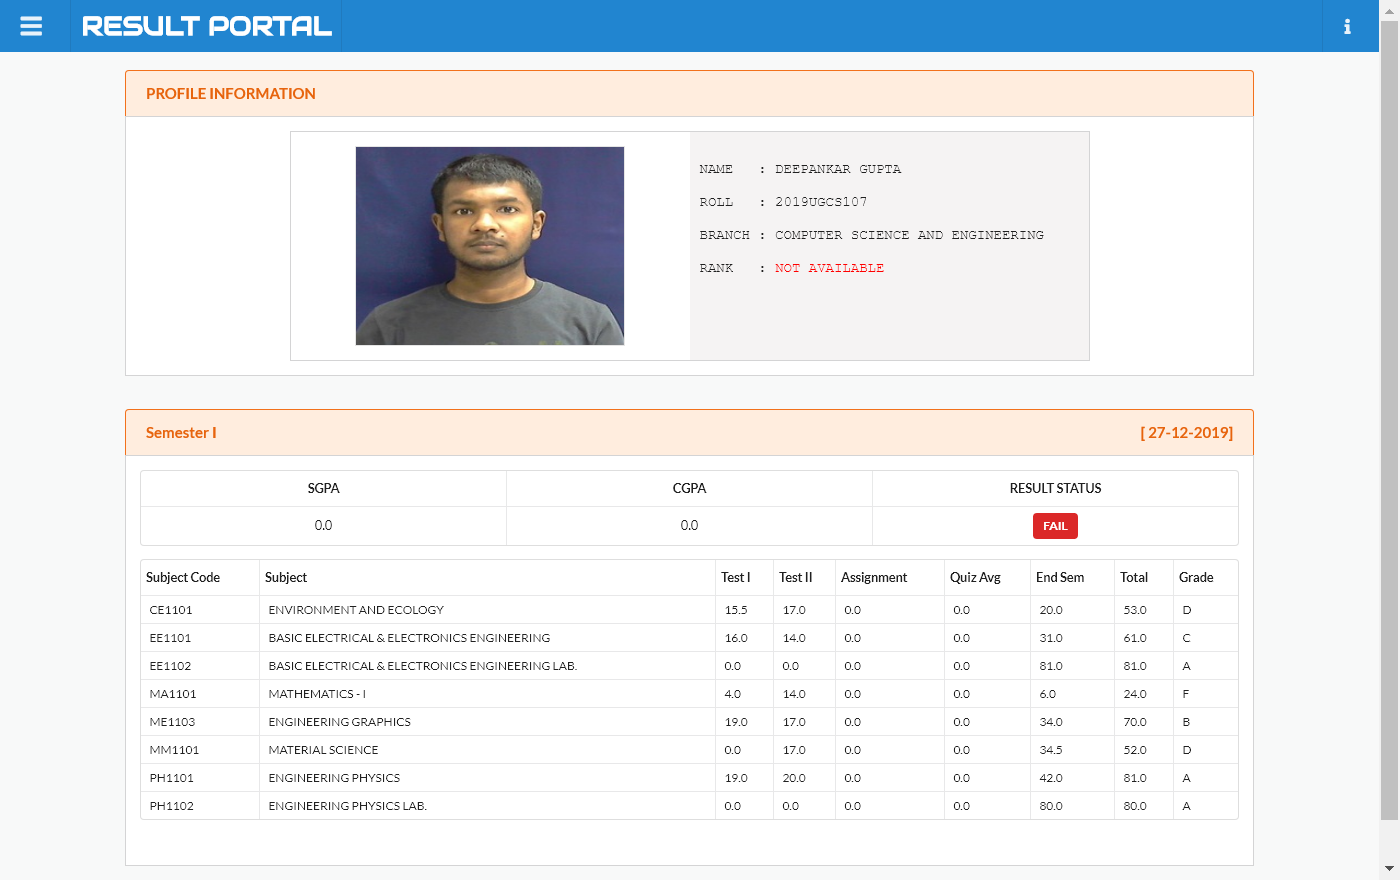 RESULT PORTAL
PROFILE INFORMATION
NAME : DEEPANKAR GUPTA
ROLL : 2019UGCS107
BRANCH : COMPUTER SCIENCE AND ENGINEERING
RANK : NOT AVAILABLE
Semester I [ 27-12-2019]
SGPA CGPA RESULT STATUS
0.0 0.0 FAIL
Subject Code Subject Test I Test II Assignment Quiz Avg End Sem Total Grade
CE1101 ENVIRONMENT AND ECOLOGY 15.5 17.0 0.0 0.0 20.0 53.0 D
EE1101 BASIC ELECTRICAL & ELECTRONICS ENGINEERING 16.0 14.0 0.0 0.0 31.0 61.0 C
EE1102 BASIC ELECTRICAL & ELECTRONICS ENGINEERING LAB. 0.0 0.0 0.0 0.0 81.0 81.0 A
MA1101 MATHEMATICS - I 4.0 14.0 0.0 0.0 6.0 24.0 F
ME1103 ENGINEERING GRAPHICS 19.0 17.0 0.0 0.0 34.0 70.0 B
MM1101 MATERIAL SCIENCE 0.0 17.0 0.0 0.0 34.5 52.0 D
PH1101 ENGINEERING PHYSICS 19.0 20.0 0.0 0.0 42.0 81.0 A
PH1102 ENGINEERING PHYSICS LAB. 0.0 0.0 0.0 0.0 80.0 80.0 A